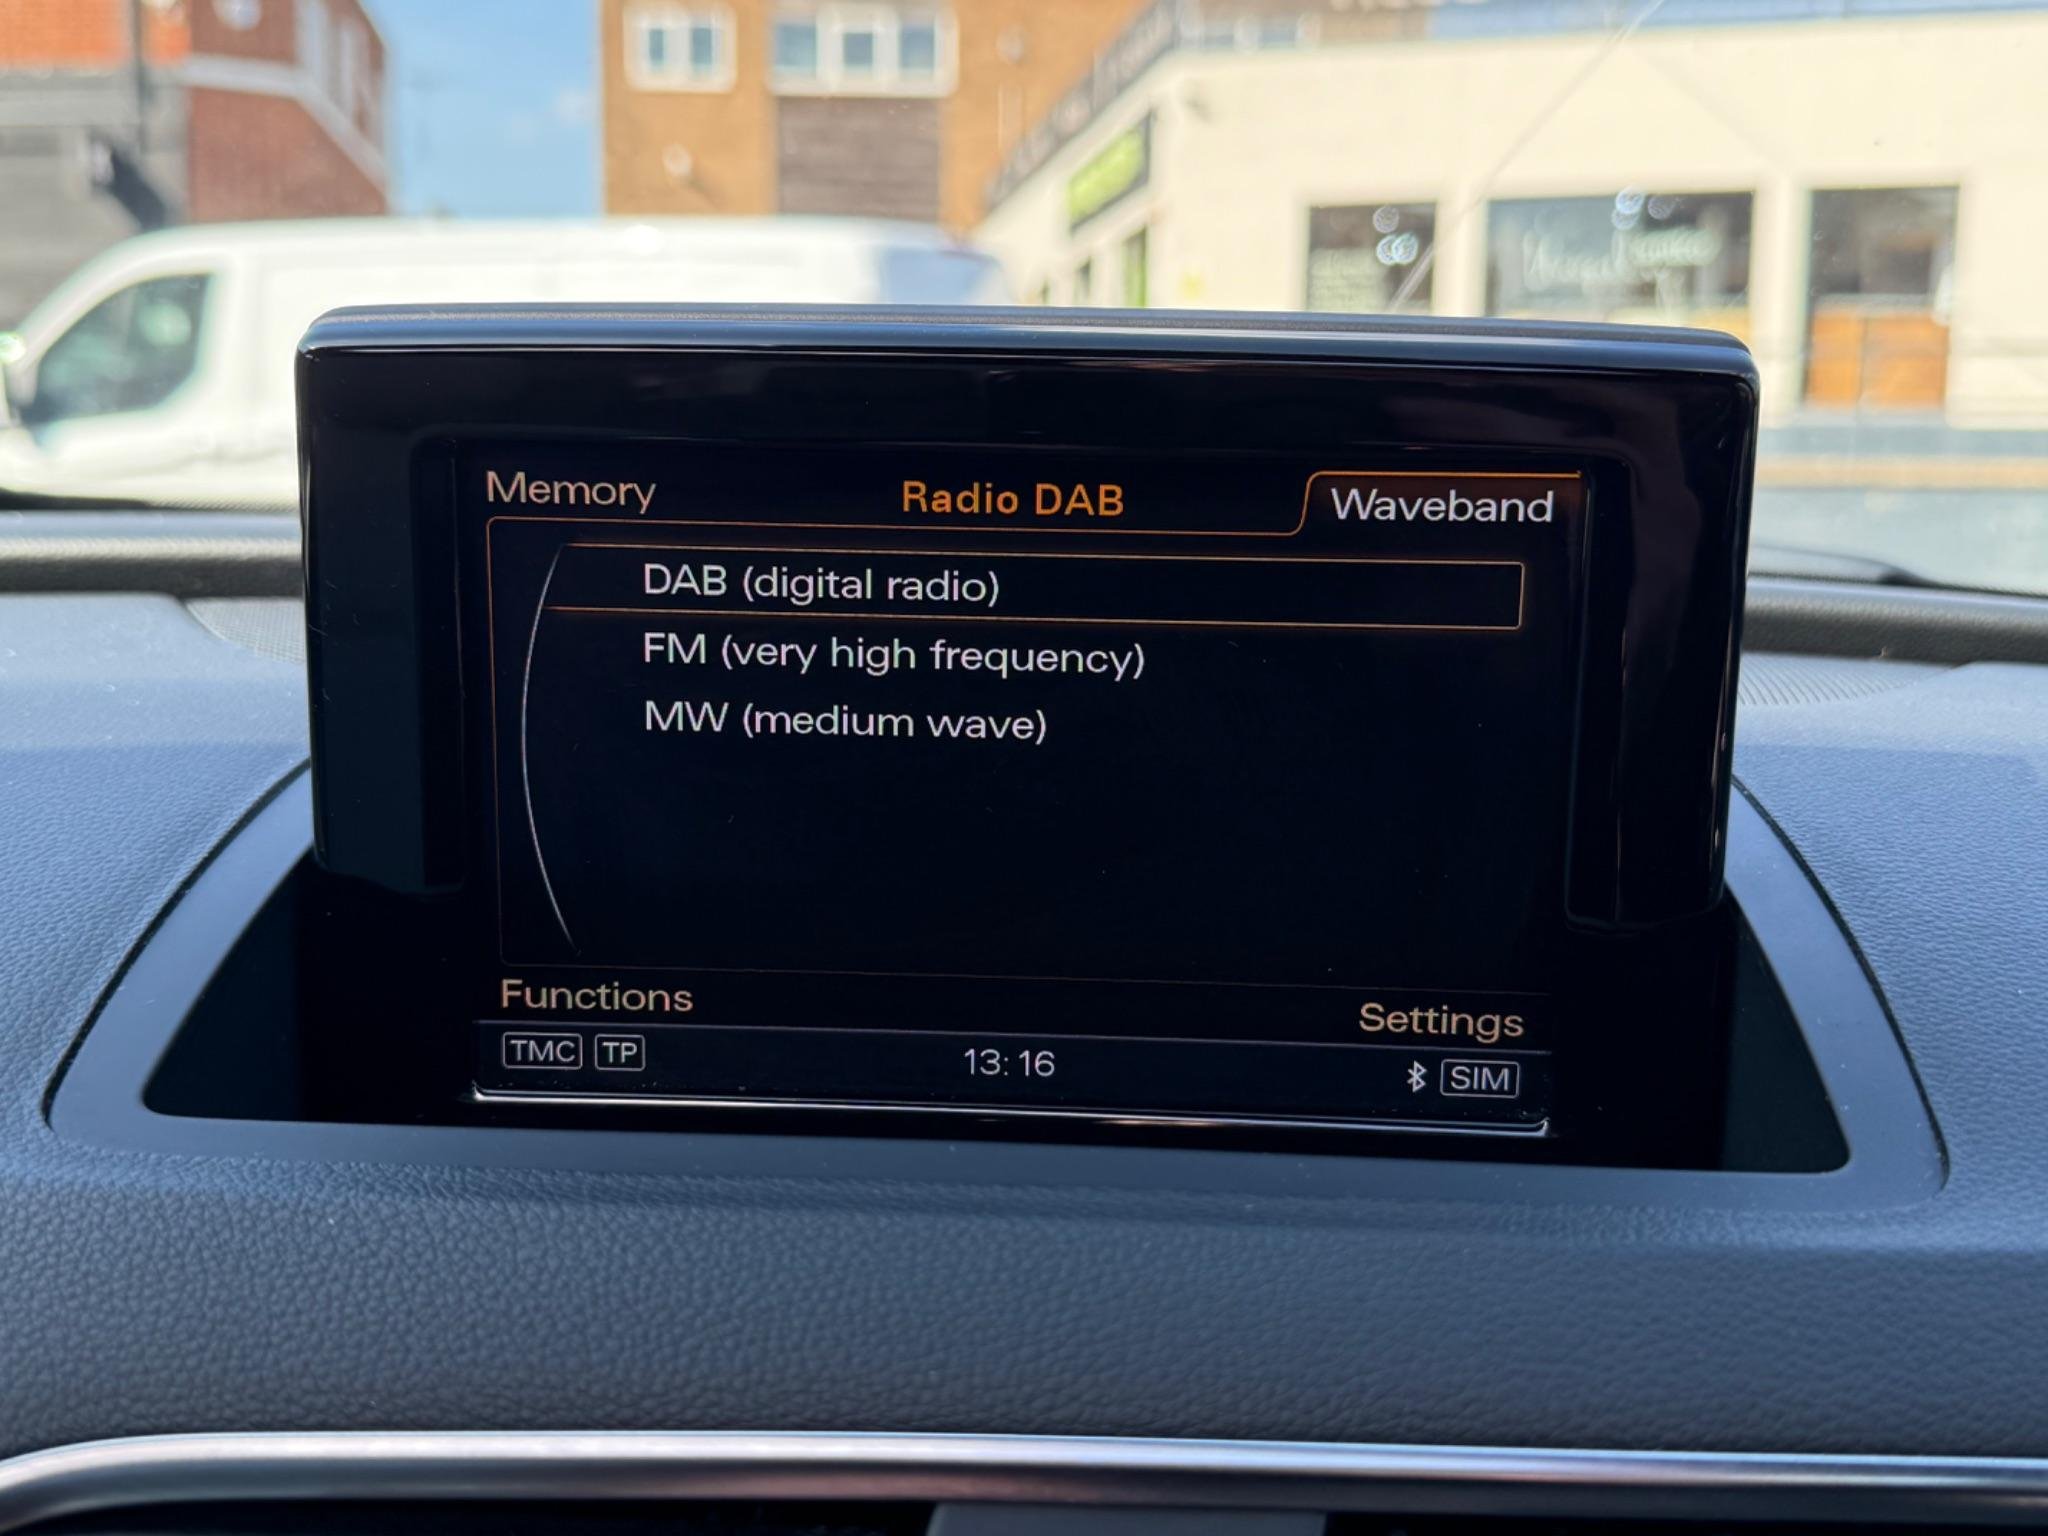 Memory Radio DAB Waveband
DAB (digital radio)
FM (very high frequency)
MW (medium wave)
Functions Settings
TMC TP 13:16 SIM